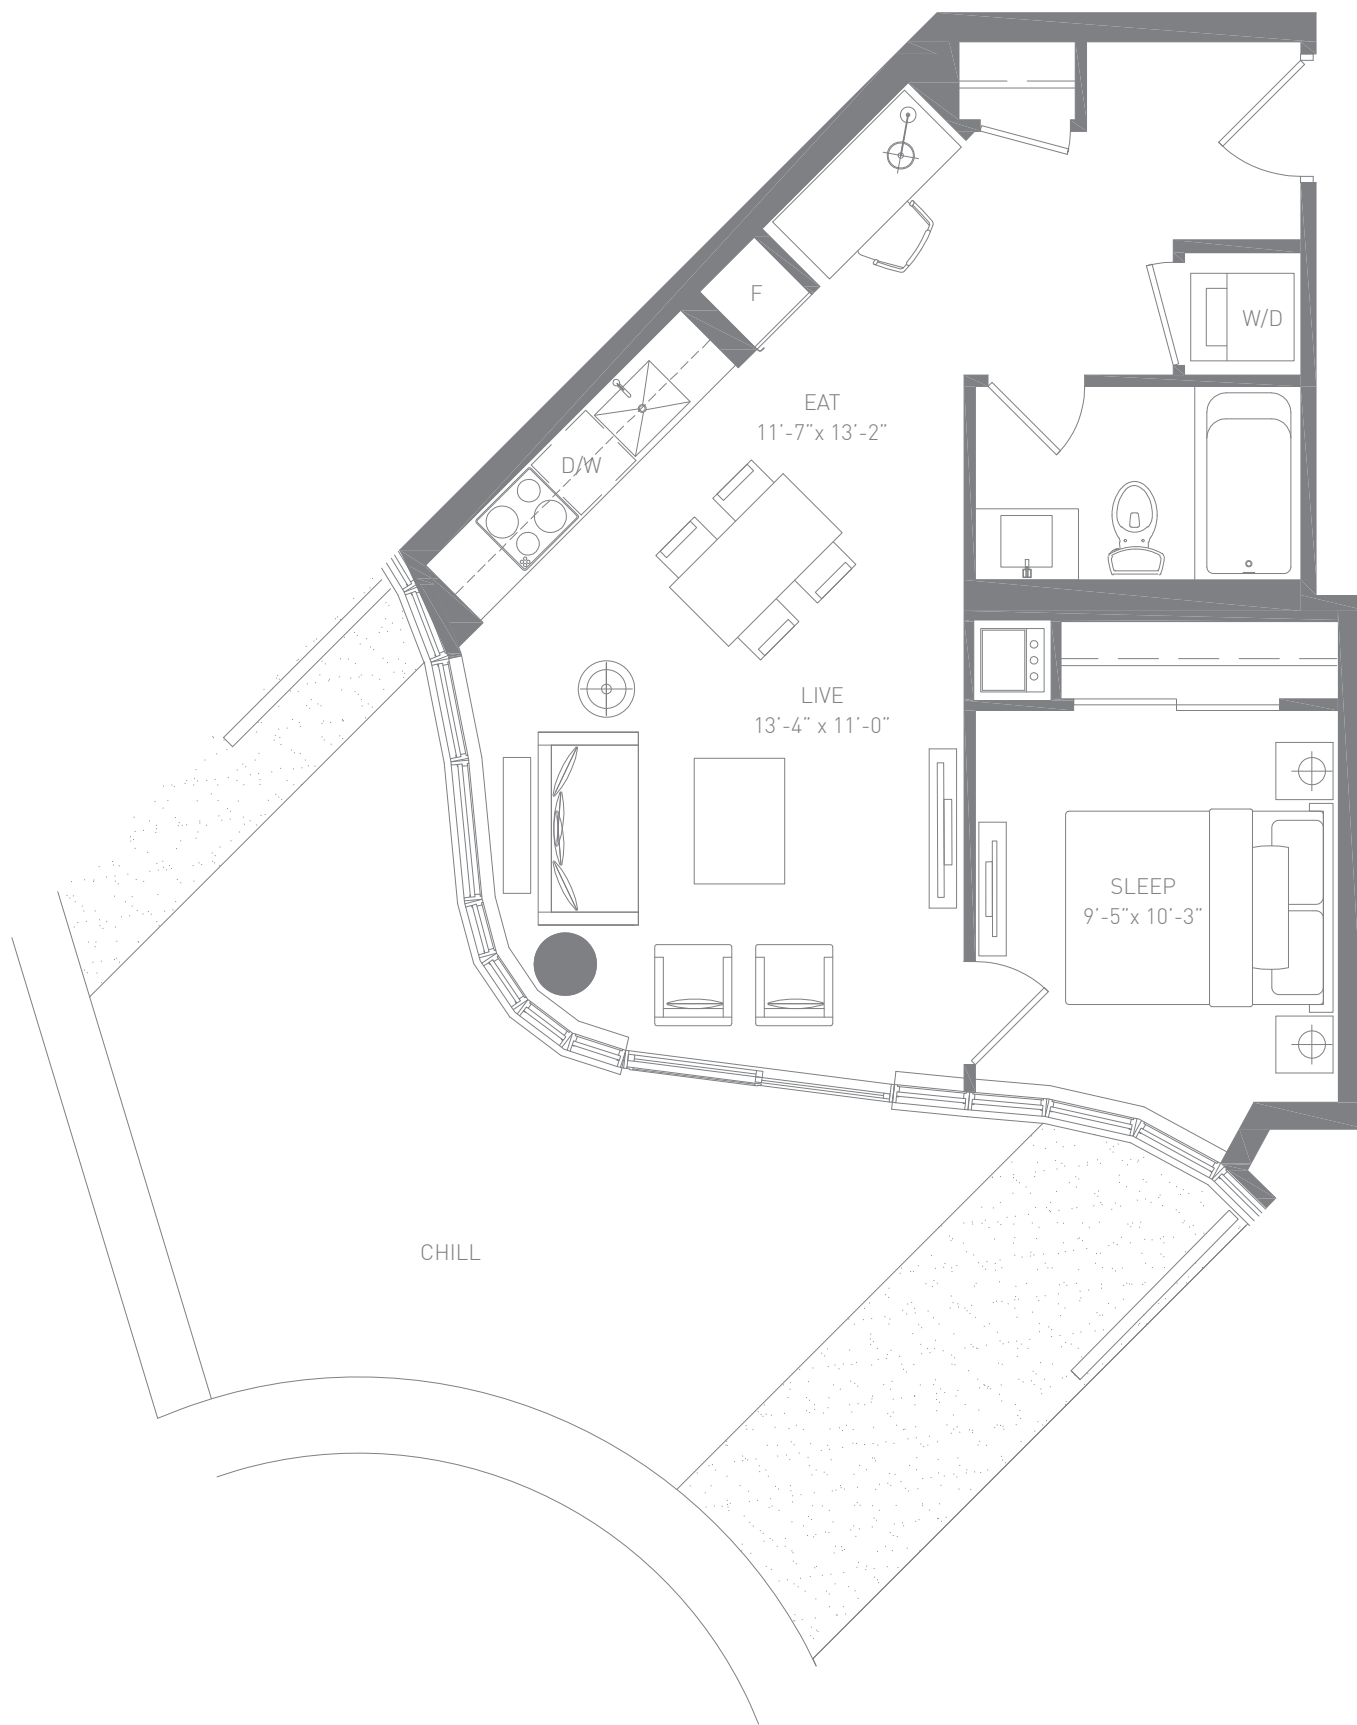 F
W/D
EAT
11'-7"x 13'-2"
D/W
LIVE
13'-4" x 11'-0"
SLEEP
9'-5"x 10'-3"
CHILL